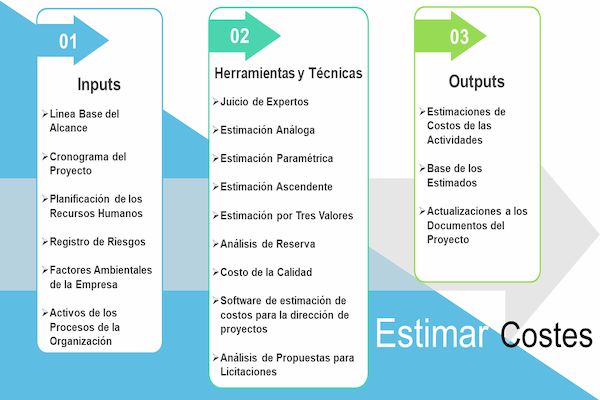 01
Inputs
➢Línea Base del
Alcance
➢Cronograma del
Proyecto
➢Planificación de los
Recursos Humanos
➢Registro de Riesgos
➢Factores Ambientales
de la Empresa
➢Activos de los
Procesos de la
Organización
02
Herramientas y Técnicas
➢Juicio de Expertos
➢Estimación Análoga
➢Estimación Paramétrica
➢Estimación Ascendente
➢Estimación por Tres Valores
➢Análisis de Reserva
➢Costo de la Calidad
➢Software de estimación de
costos para la dirección de
proyectos
➢Análisis de Propuestas para
Licitaciones
03
Outputs
➢Estimaciones de
Costos de las
Actividades
➢Base de los
Estimados
➢Actualizaciones a los
Documentos del
Proyecto
Estimar Costes